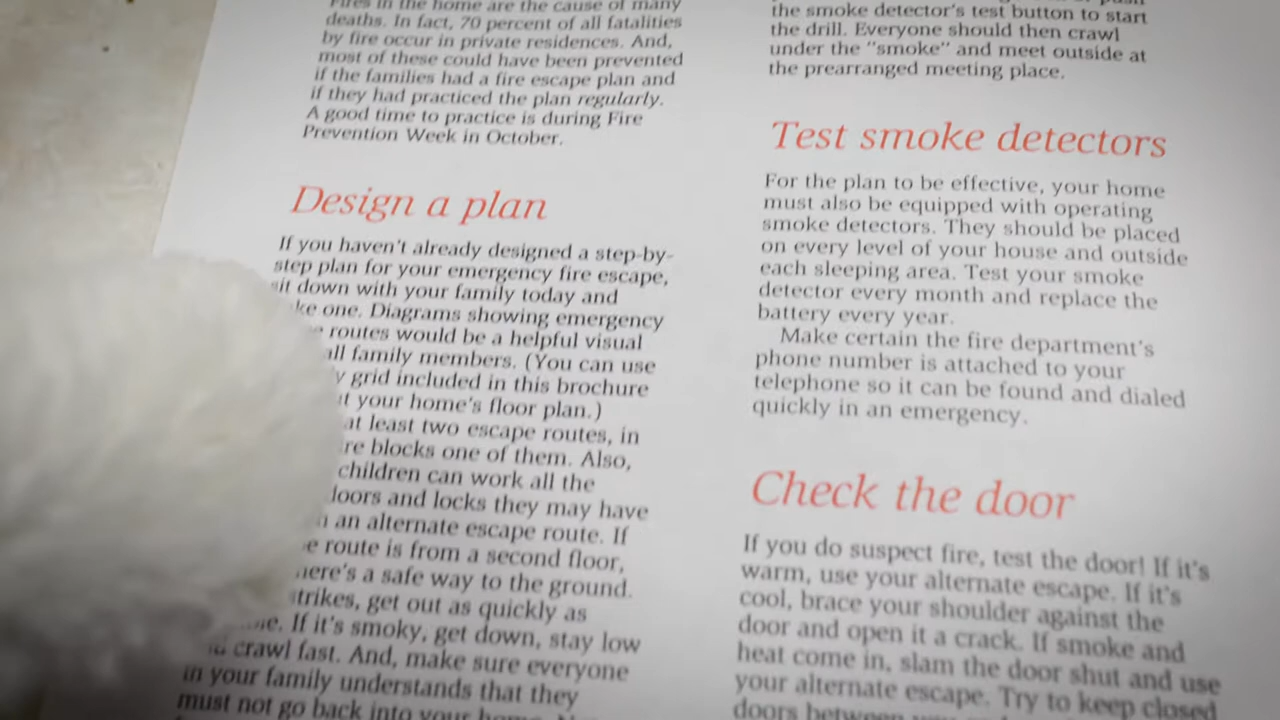 Fires in the home are the cause of many
deaths. In fact, 70 percent of all fatalities
by fire occur in private residences. And,
most of these could have been prevented
if the families had a fire escape plan and
if they had practiced the plan regularly.
A good time to practice is during Fire
Prevention Week in October.
Design a plan
If you haven't already designed a step-by-
step plan for your emergency fire escape,
sit down with your family today and
one. Diagrams showing emergency
routes would be a helpful visual
all family members. (You can use
grid included in this brochure
your home's floor plan.)
at least two escape routes, in
blocks one of them. Also,
children can work all the
and locks they may have
an alternate escape route. If
route is from a second floor,
a safe way to the ground.
get out as quickly as
If it's smoky, get down, stay low
crawl fast. And, make sure everyone
in your family understands that they
must not go back into your home.
push
the smoke detector's test button to start
the drill. Everyone should then crawl
under the "smoke" and meet outside at
the prearranged meeting place.
Test smoke detectors
For the plan to be effective, your home
must also be equipped with operating
smoke detectors. They should be placed
on every level of your house and outside
each sleeping area. Test your smoke
detector every month and replace the
battery every year.
Make certain the fire department's
phone number is attached to your
telephone so it can be found and dialed
quickly in an emergency.
Check the door
If you do suspect fire, test the door! If it's
warm, use your alternate escape. If it's
cool, brace your shoulder against the
door and open it a crack. If smoke and
heat come in, slam the door shut and use
your alternate escape. Try to keep closed
doors between